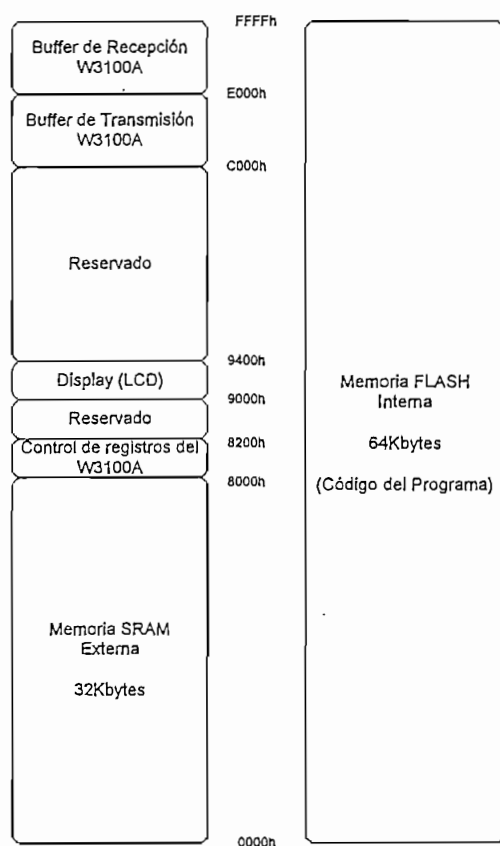 FFFFh
Buffer de Recepción
W3100A
E000h
Buffer de Transmisión
W3100A
C000h
Reservado
9400h
Display (LCD)
9000h
Reservado
8200h
Control de registros del
W3100A
8000h
Memoria SRAM
Externa
32Kbytes
0000h
Memoria FLASH
Interna
64Kbytes
(Código del Programa)